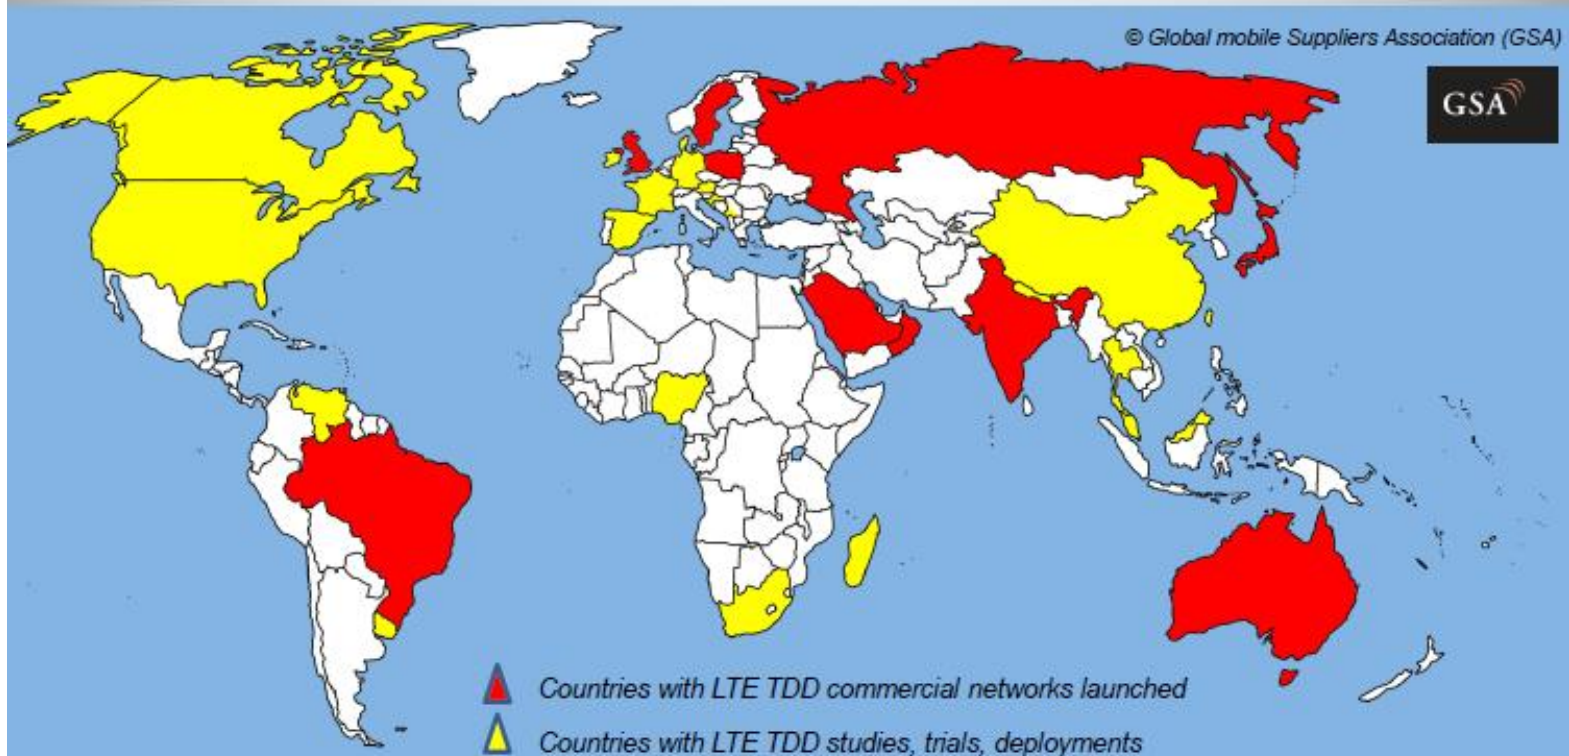 © Global mobile Suppliers Association (GSA)
GSA
Countries with LTE TDD commercial networks launched
Countries with LTE TDD studies, trials, deployments